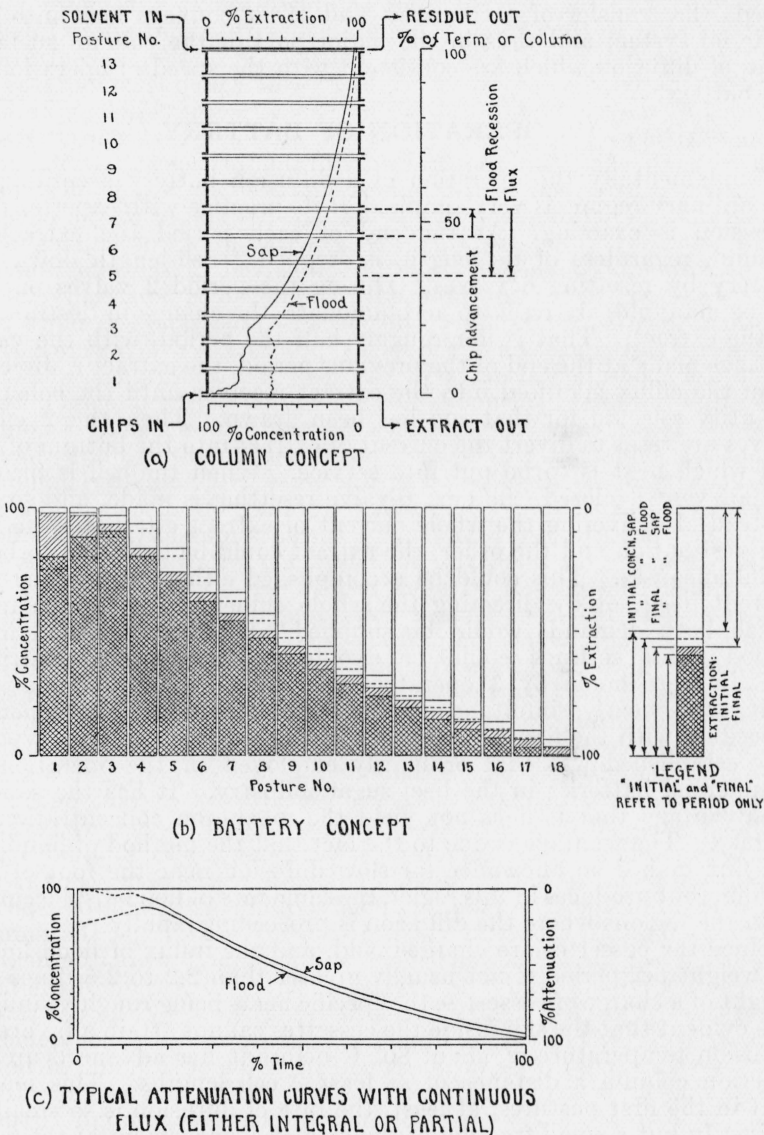 SOLVENT IN
0 % Extraction 100
RESIDUE OUT
Posture No.
% of Term or Column
13
12
11
10
9
8
7
6
5
4
3
2
1
100
50
0
Flood Recession
Flux
Chip Advancement
Sap
Flood
CHIPS IN
100 0
% Concentration
EXTRACT OUT
(a) COLUMN CONCEPT
100
% Concentration
0
0
% Extraction
100
2 3 4 5 6 7 8 9 10 11 12 13 14 15 16 17 18
Posture No.
INITIAL CONCN. SAP
" " FLOOD
FINAL " SAP
" " FLOOD
EXTRACTION:
INITIAL
FINAL
LEGEND
"INITIAL" and "FINAL"
REFER TO PERIOD ONLY
(b) BATTERY CONCEPT
100
50
0
% Concentration
Sap
Flood
0
% Attenuation
100
0 100
% Time
(c) TYPICAL ATTENUATION CURVES WITH CONTINUOUS
FLUX (EITHER INTEGRAL OR PARTIAL)